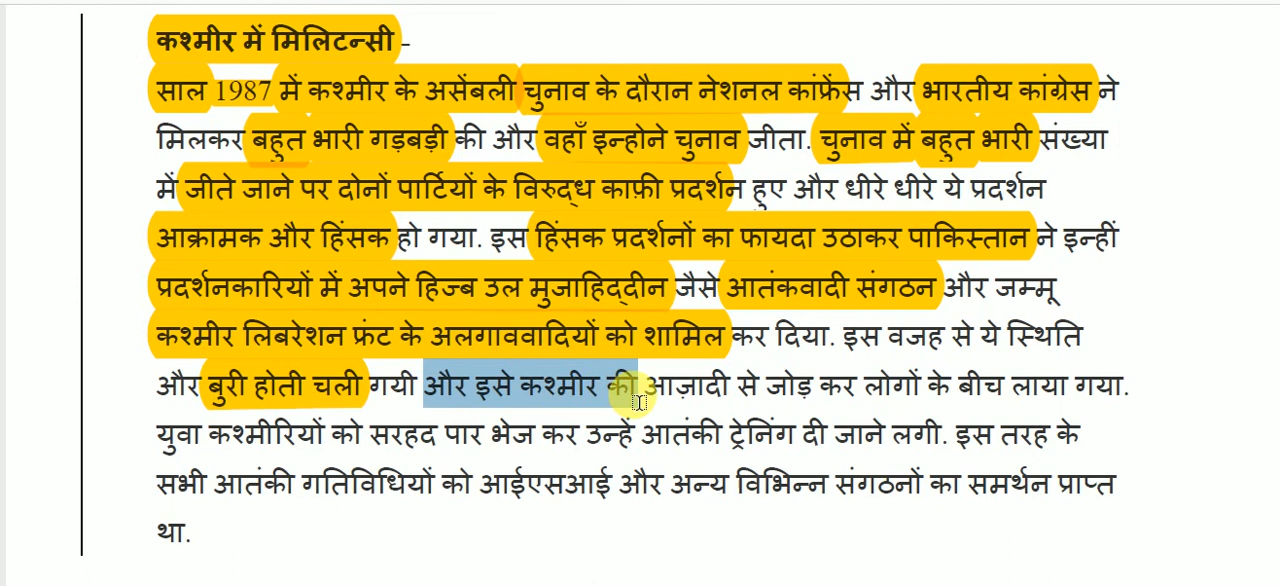 कश्मीर में मिलिटन्सी -
साल 1987 में कश्मीर के असेंबली चुनाव के दौरान नेशनल कांफ्रेंस और भारतीय कांग्रेस ने
मिलकर बहुत भारी गड़बड़ी की और वहाँ इन्होने चुनाव जीता. चुनाव में बहुत भारी संख्या
में जीते जाने पर दोनों पार्टियों के विरुद्ध काफ़ी प्रदर्शन हुए और धीरे धीरे ये प्रदर्शन
आक्रामक और हिंसक हो गया. इस हिंसक प्रदर्शनों का फायदा उठाकर पाकिस्तान ने इन्हीं
प्रदर्शनकारियों में अपने हिज्ब उल मुजाहिद्दीन जैसे आतंकवादी संगठन और जम्मू
कश्मीर लिबरेशन फ्रंट के अलगाववादियों को शामिल कर दिया. इस वजह से ये स्थिति
और बुरी होती चली गयी और इसे कश्मीर की आज़ादी से जोड़ कर लोगों के बीच लाया गया.
युवा कश्मीरियों को सरहद पार भेज कर उन्हें आतंकी ट्रेनिंग दी जाने लगी. इस तरह के
सभी आतंकी गतिविधियों को आईएसआई और अन्य विभिन्न संगठनों का समर्थन प्राप्त
था.